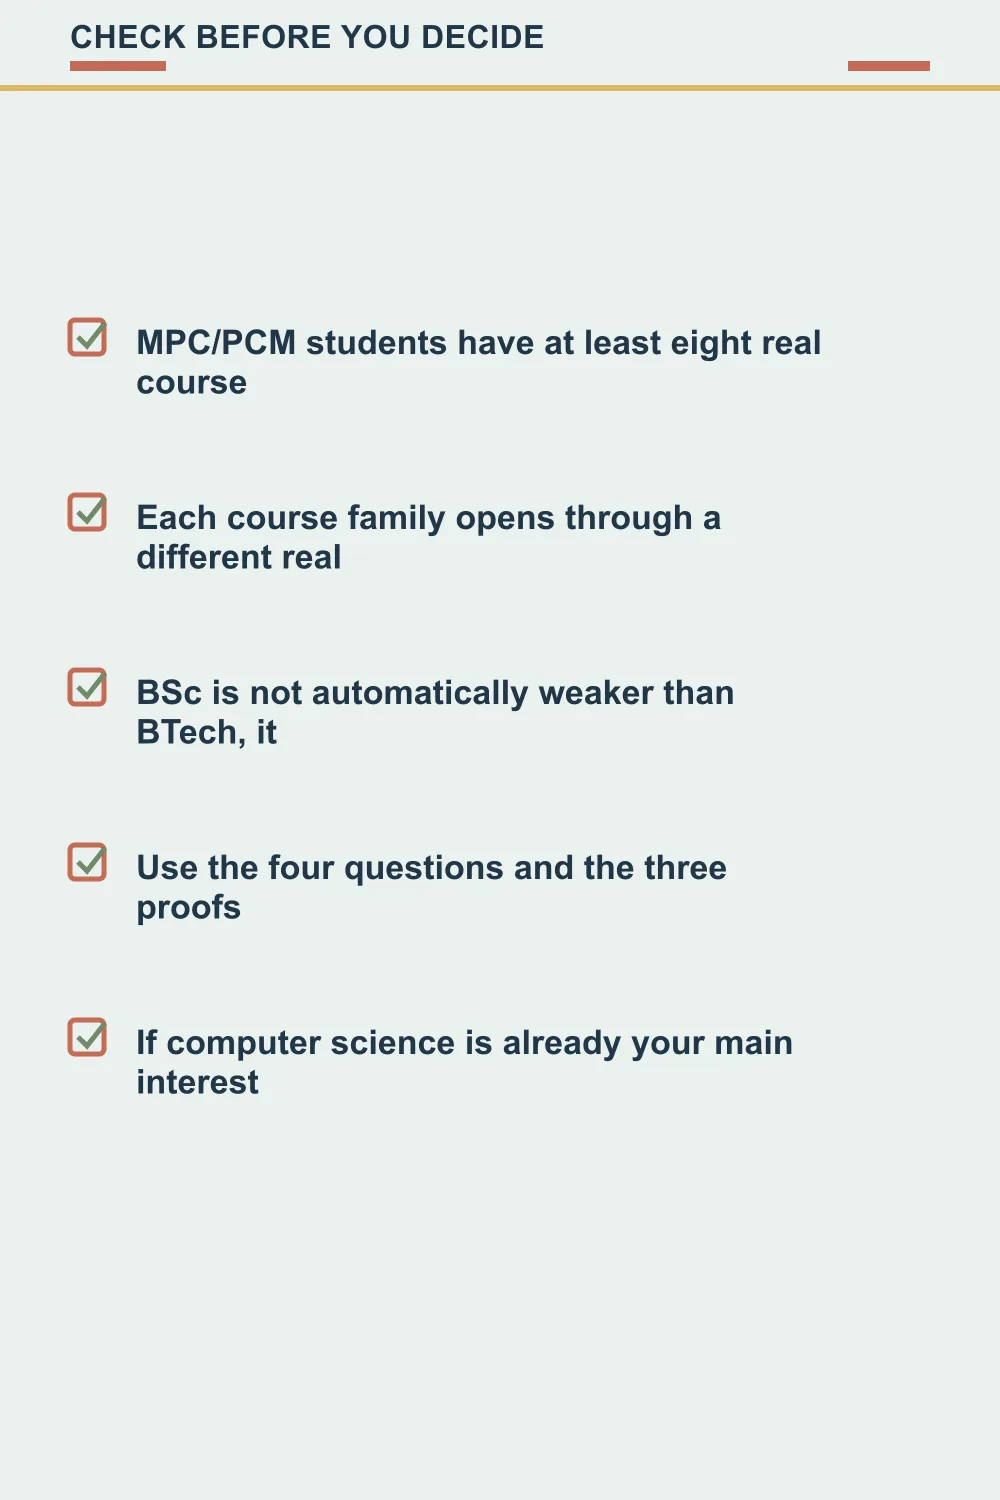 CHECK BEFORE YOU DECIDE
MPC/PCM students have at least eight real
course
Each course family opens through a
different real
BSc is not automatically weaker than
BTech, it
Use the four questions and the three
proofs
If computer science is already your main
interest